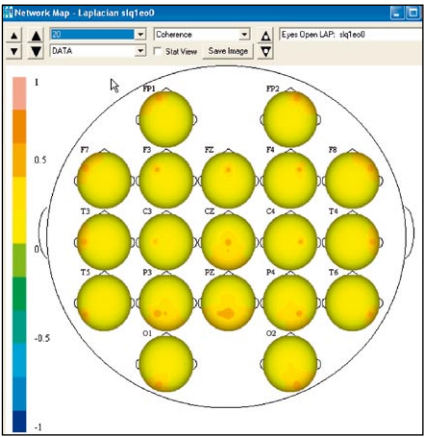 Network Map - Laplacian slq1eo0
20 Coherence Eyes Open LAP: slq1eo0
DATA Stat View Save Image
1
FP1 FP2
F7 F3 FZ F4 F8
0.5
T3 C3 CZ C4 T4
0
T5 P3 PZ P4 T6
O1 O2
-0.5
-1